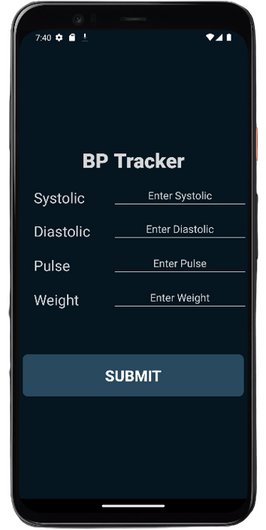 7:40
BP Tracker
Systolic Enter Systolic
Diastolic Enter Diastolic
Pulse Enter Pulse
Weight Enter Weight
SUBMIT